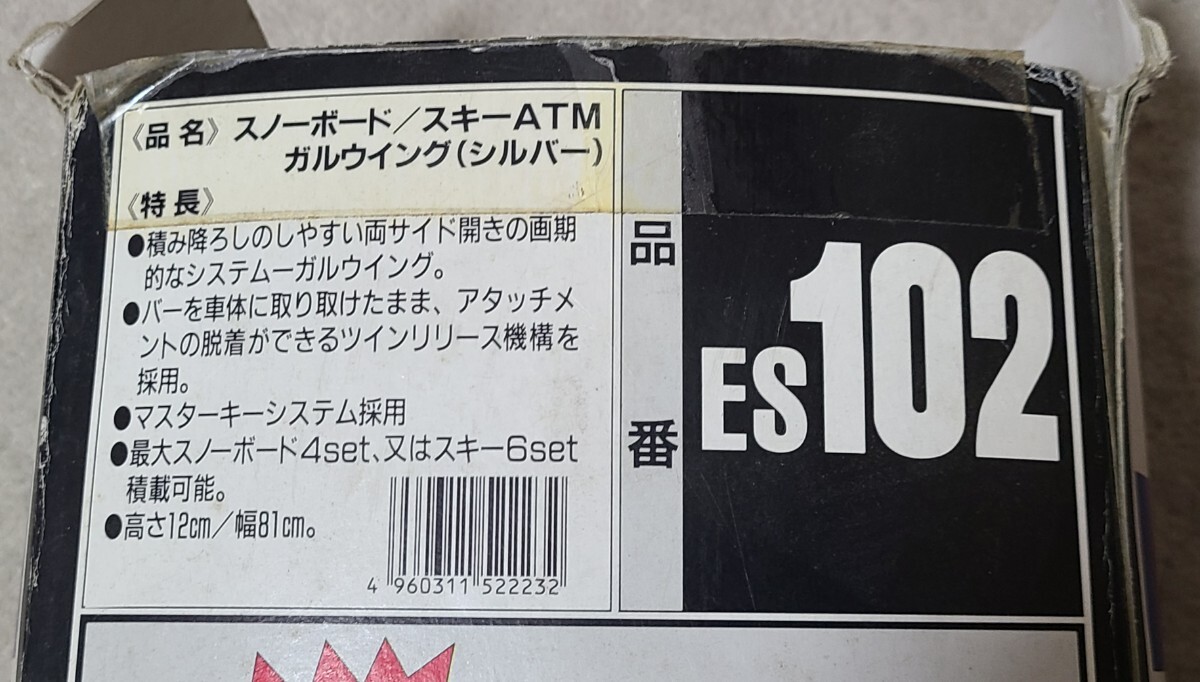 《品 名》 スノーボード／スキーATM
ガルウイング(シルバー)
《特 長》
●積み降ろしのしやすい両サイド開きの画期
的なシステムーガルウイング。
●バーを車体に取り取けたまま、アタッチメ
ントの脱着ができるツインリリース機構を
採用。
●マスターキーシステム採用
●最大スノーボード4set、又はスキー6set
積載可能。
●高さ12cm／幅81cm。
4 960311 522232
品番
ES102